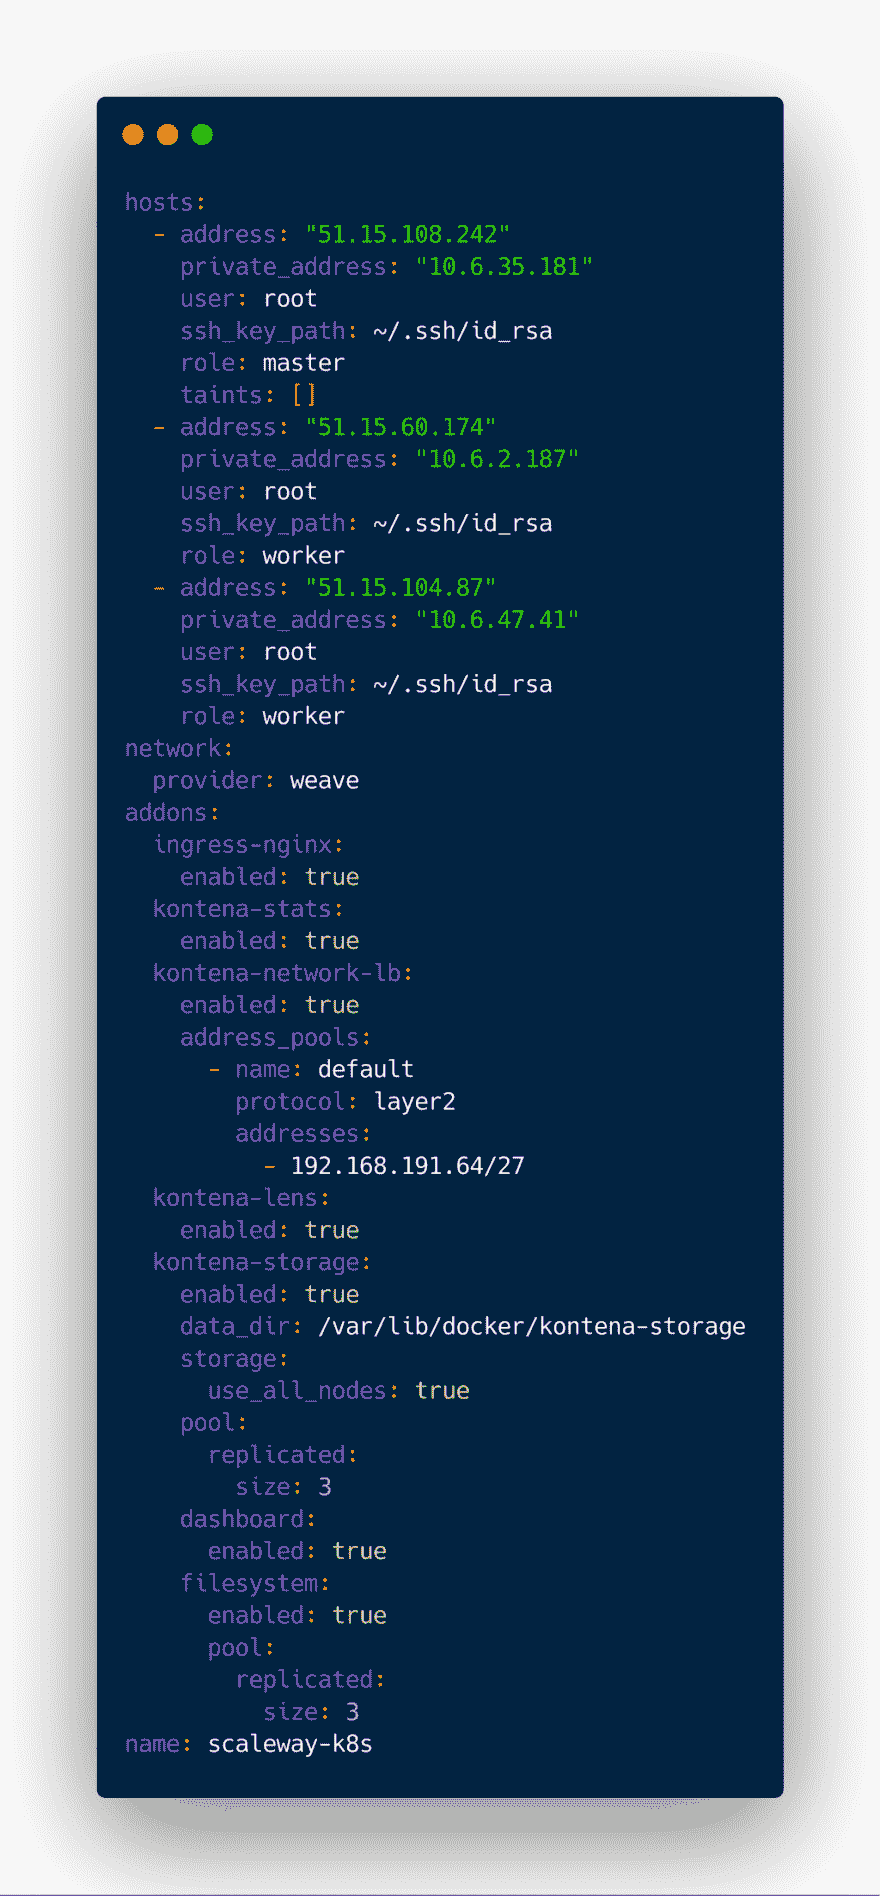 hosts:
  - address: "51.15.108.242"
    private_address: "10.6.35.181"
    user: root
    ssh_key_path: ~/.ssh/id_rsa
    role: master
    taints: []
  - address: "51.15.60.174"
    private_address: "10.6.2.187"
    user: root
    ssh_key_path: ~/.ssh/id_rsa
    role: worker
  - address: "51.15.104.87"
    private_address: "10.6.47.41"
    user: root
    ssh_key_path: ~/.ssh/id_rsa
    role: worker
network:
  provider: weave
addons:
  ingress-nginx:
    enabled: true
  kontena-stats:
    enabled: true
  kontena-network-lb:
    enabled: true
    address_pools:
      - name: default
        protocol: layer2
        addresses:
          - 192.168.191.64/27
  kontena-lens:
    enabled: true
  kontena-storage:
    enabled: true
    data_dir: /var/lib/docker/kontena-storage
    storage:
      use_all_nodes: true
    pool:
      replicated:
        size: 3
    dashboard:
      enabled: true
    filesystem:
      enabled: true
      pool:
        replicated:
          size: 3
name: scaleway-k8s